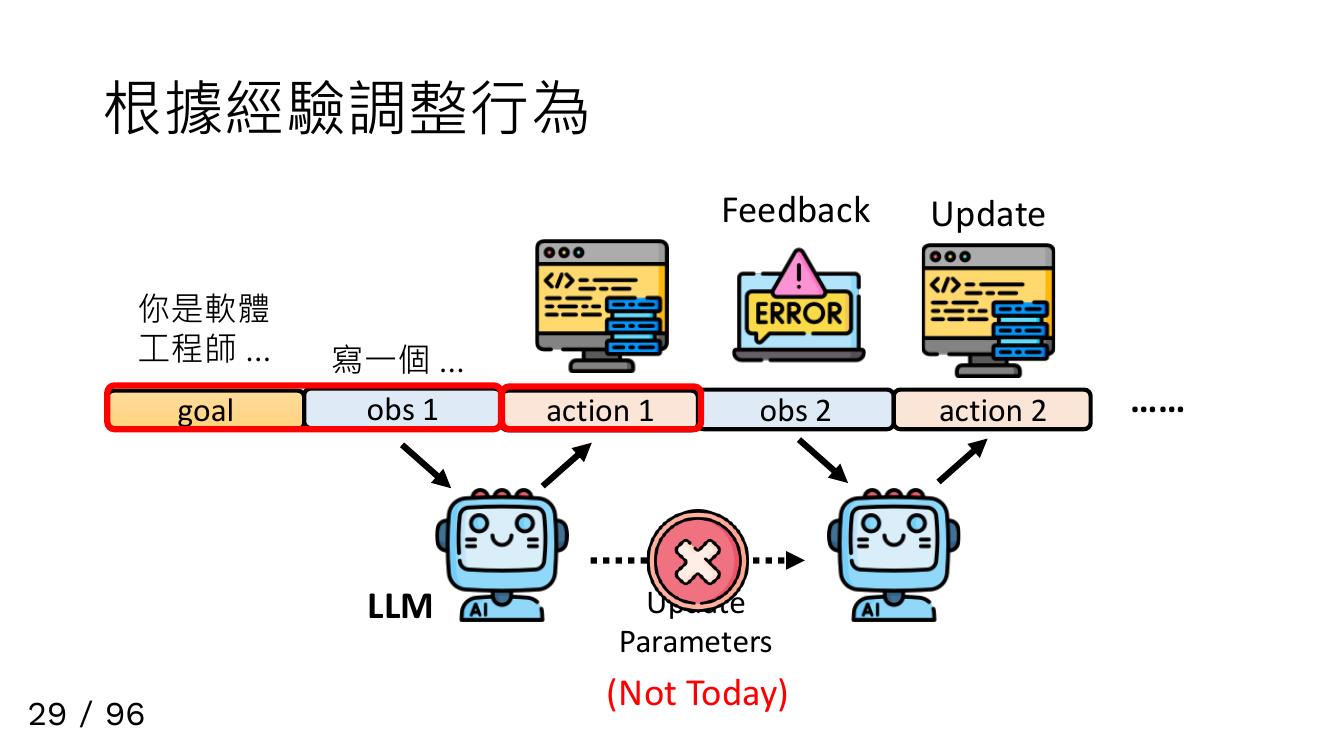 根據經驗調整行為
Feedback
Update
你是軟體
工程師 ...
寫一個 ...
</>
ERROR
</>
goal
obs 1
action 1
obs 2
action 2
......
LLM
AI
AI
Update
Parameters
(Not Today)
29 / 96